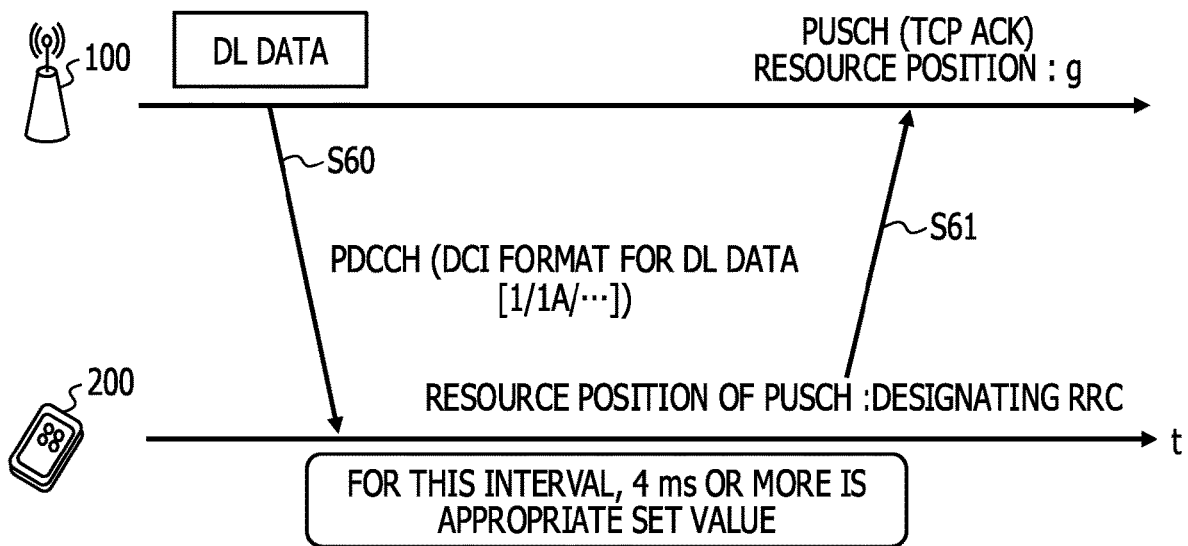 100
DL DATA
PUSCH (TCP ACK)
RESOURCE POSITION : g
S60
S61
PDCCH (DCI FORMAT FOR DL DATA
[1/1A/⋯])
200
RESOURCE POSITION OF PUSCH :DESIGNATING RRC
t
FOR THIS INTERVAL, 4 ms OR MORE IS
APPROPRIATE SET VALUE